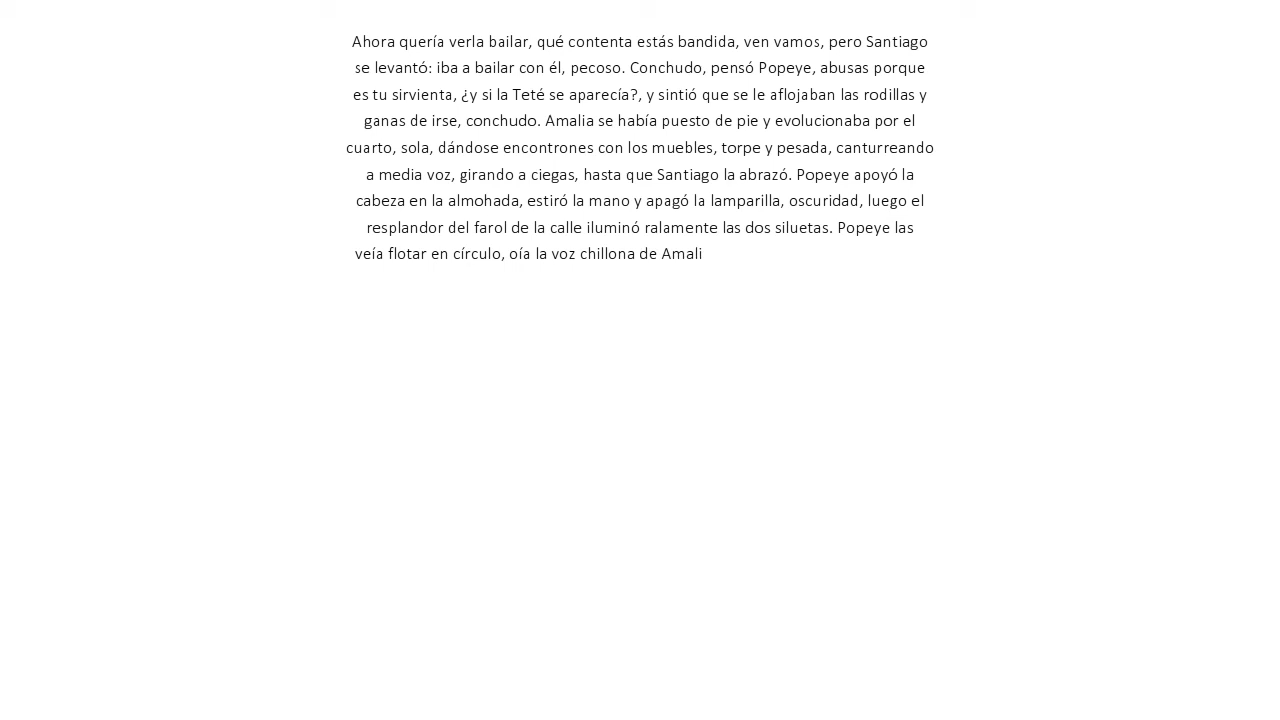 Ahora quería verla bailar, qué contenta estás bandida, ven vamos, pero Santiago
se levantó: iba a bailar con él, pecoso. Conchudo, pensó Popeye, abusas porque
es tu sirvienta, ¿y si la Teté se aparecía?, y sintió que se le aflojaban las rodillas y
ganas de irse, conchudo. Amalia se había puesto de pie y evolucionaba por el
cuarto, sola, dándose encontrones con los muebles, torpe y pesada, canturreando
a media voz, girando a ciegas, hasta que Santiago la abrazó. Popeye apoyó la
cabeza en la almohada, estiró la mano y apagó la lamparilla, oscuridad, luego el
resplandor del farol de la calle iluminó ralamente las dos siluetas. Popeye las
veía flotar en círculo, oía la voz chillona de Amali